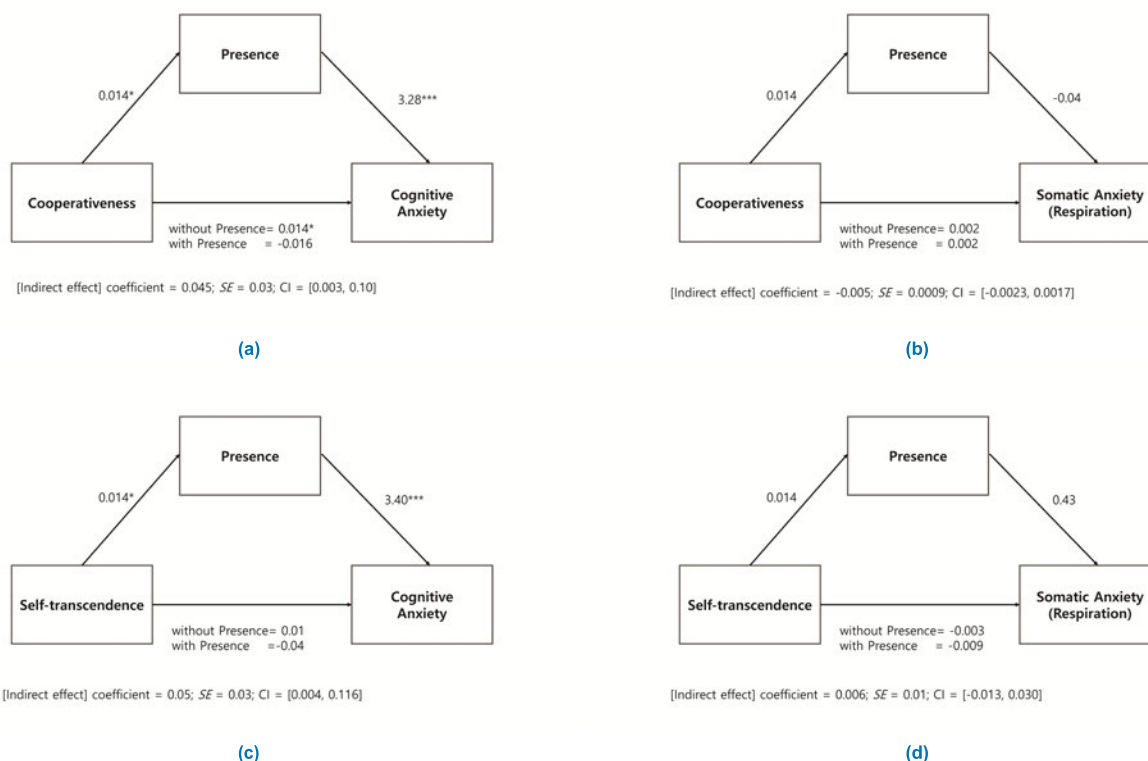 Presence
0.014*
3.28***
Cooperativeness
Cognitive
Anxiety
without Presence= 0.014*
with Presence = -0.016
[Indirect effect] coefficient = 0.045; SE = 0.03; CI = [0.003, 0.10]
(a)
Presence
0.014
-0.04
Cooperativeness
Somatic Anxiety
(Respiration)
without Presence= 0.002
with Presence = 0.002
[Indirect effect] coefficient = -0.005; SE = 0.0009; CI = [-0.0023, 0.0017]
(b)
Presence
0.014*
3.40***
Self-transcendence
Cognitive
Anxiety
without Presence= 0.01
with Presence =-0.04
[Indirect effect] coefficient = 0.05; SE = 0.03; CI = [0.004, 0.116]
(c)
Presence
0.014
0.43
Self-transcendence
Somatic Anxiety
(Respiration)
without Presence= -0.003
with Presence = -0.009
[Indirect effect] coefficient = 0.006; SE = 0.01; CI = [-0.013, 0.030]
(d)